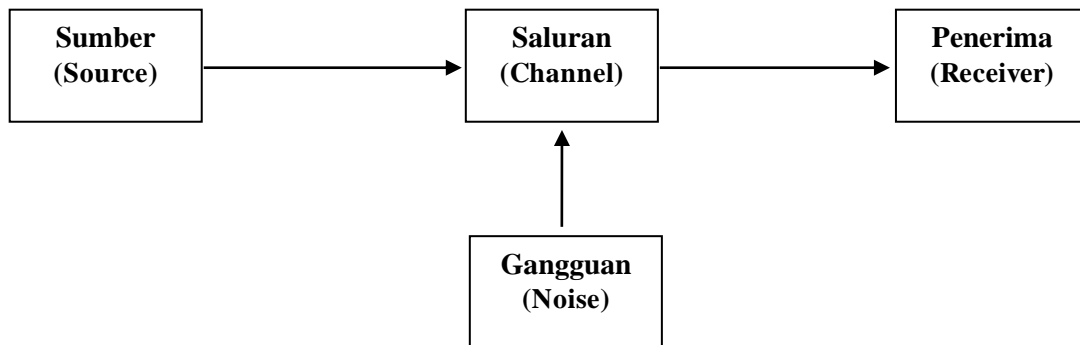 Sumber
(Source)
Saluran
(Channel)
Penerima
(Receiver)
Gangguan
(Noise)